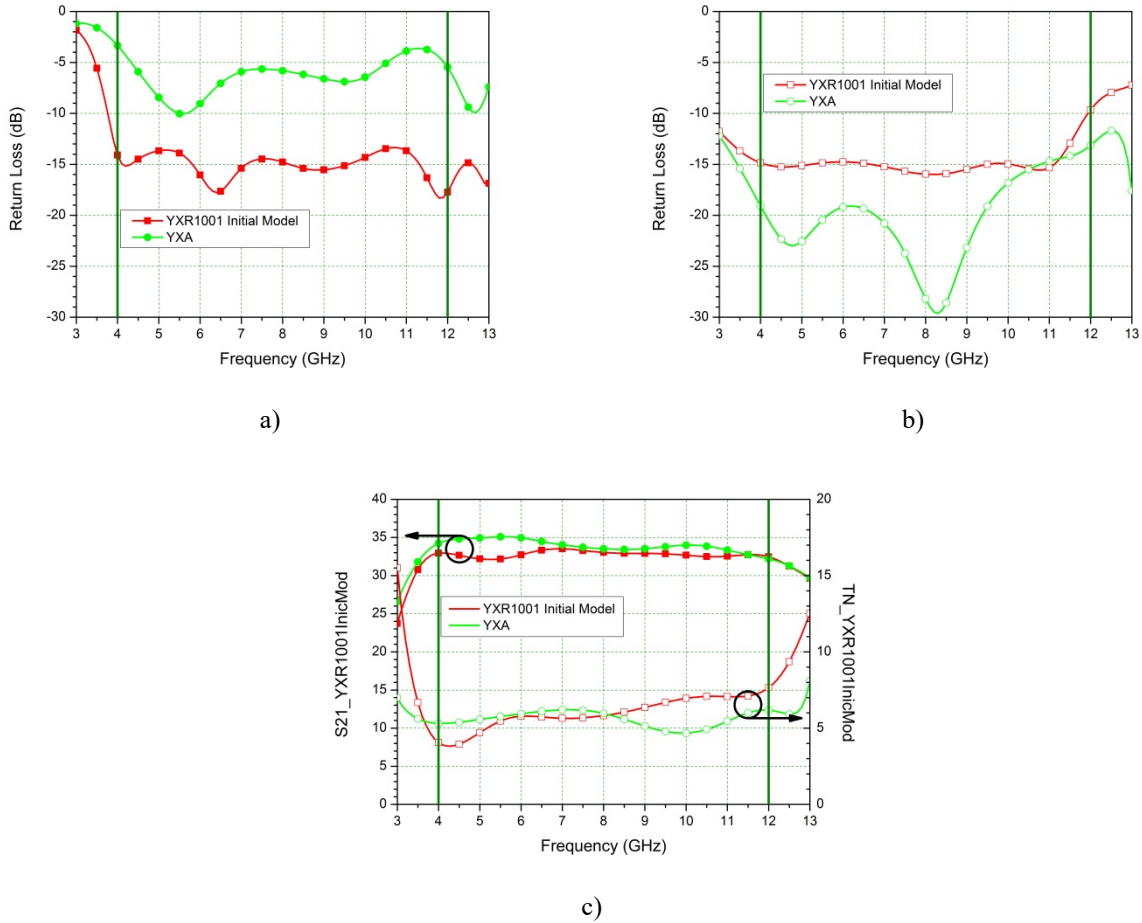 0
-5
-10
-15
-20
-25
-30
Return Loss (dB)
YXR1001 Initial Model
YXA
3 4 5 6 7 8 9 10 11 12 13
Frequency (GHz)
a)
0
-5
-10
-15
-20
-25
-30
Return Loss (dB)
YXR1001 Initial Model
YXA
3 4 5 6 7 8 9 10 11 12 13
Frequency (GHz)
b)
40
35
30
25
20
15
10
5
0
S21_YXR1001InicMod
YXR1001 Initial Model
YXA
20
15
10
5
0
TN_YXR1001InicMod
3 4 5 6 7 8 9 10 11 12 13
Frequency (GHz)
c)